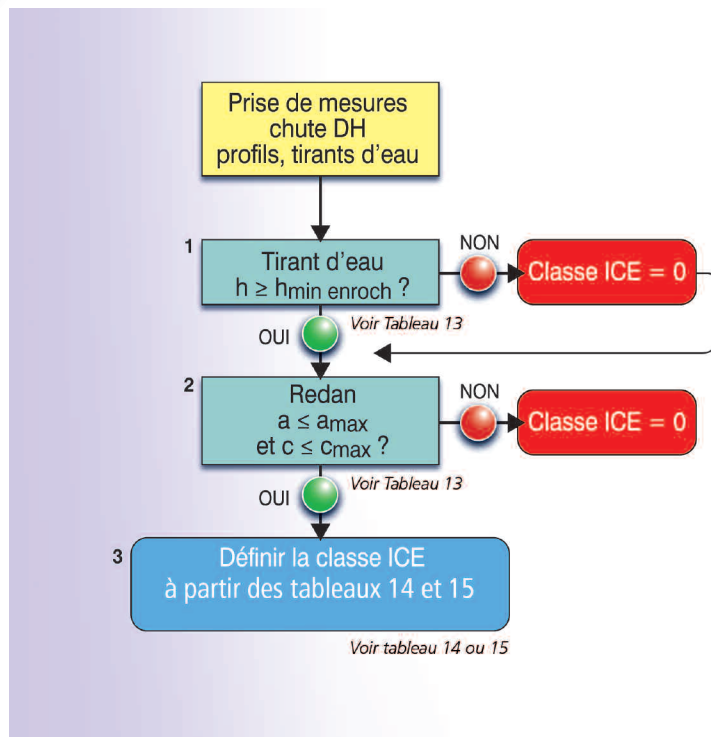 Prise de mesures
chute DH
profils, tirants d'eau
1
Tirant d'eau
h ≥ hmin enroch ?
NON
Classe ICE = 0
Voir Tableau 13
OUI
2
Redan
a ≤ amax
et c ≤ cmax ?
NON
Classe ICE = 0
Voir Tableau 13
OUI
3
Définir la classe ICE
à partir des tableaux 14 et 15
Voir tableau 14 ou 15